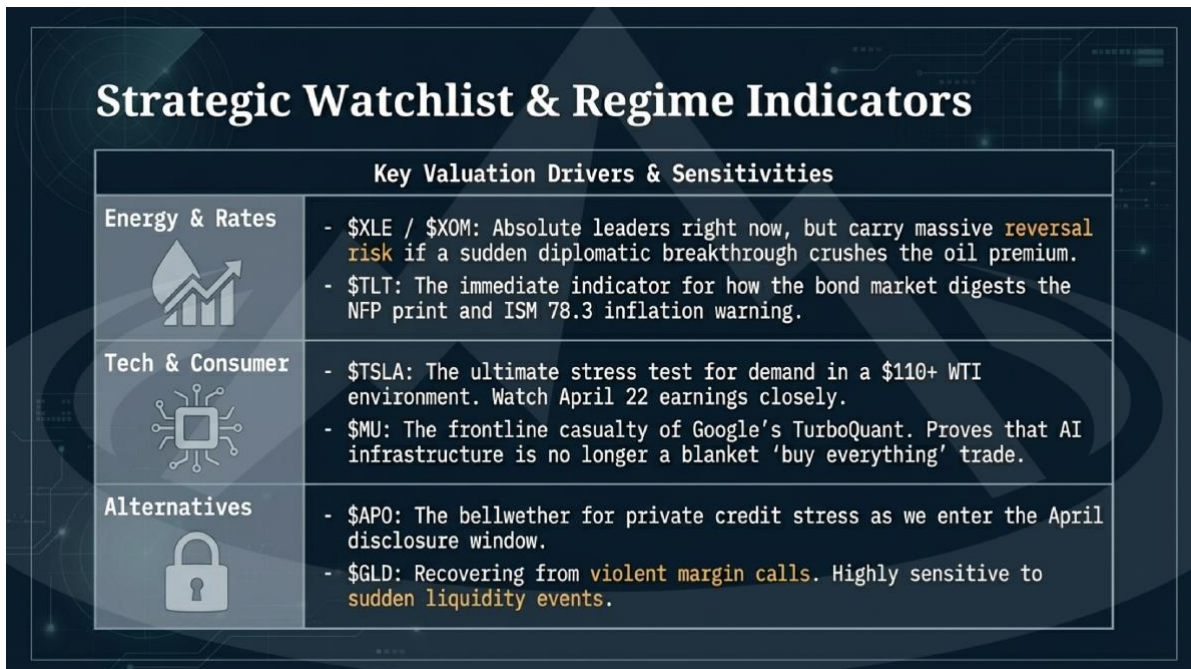 Strategic Watchlist & Regime Indicators
Key Valuation Drivers & Sensitivities
Energy & Rates
- $XLE / $XOM: Absolute leaders right now, but carry massive reversal
risk if a sudden diplomatic breakthrough crushes the oil premium.
- $TLT: The immediate indicator for how the bond market digests the
NFP print and ISM 78.3 inflation warning.
Tech & Consumer
- $TSLA: The ultimate stress test for demand in a $110+ WTI
environment. Watch April 22 earnings closely.
- $MU: The frontline casualty of Google’s TurboQuant. Proves that AI
infrastructure is no longer a blanket ‘buy everything’ trade.
Alternatives
- $APO: The bellwether for private credit stress as we enter the April
disclosure window.
- $GLD: Recovering from violent margin calls. Highly sensitive to
sudden liquidity events.